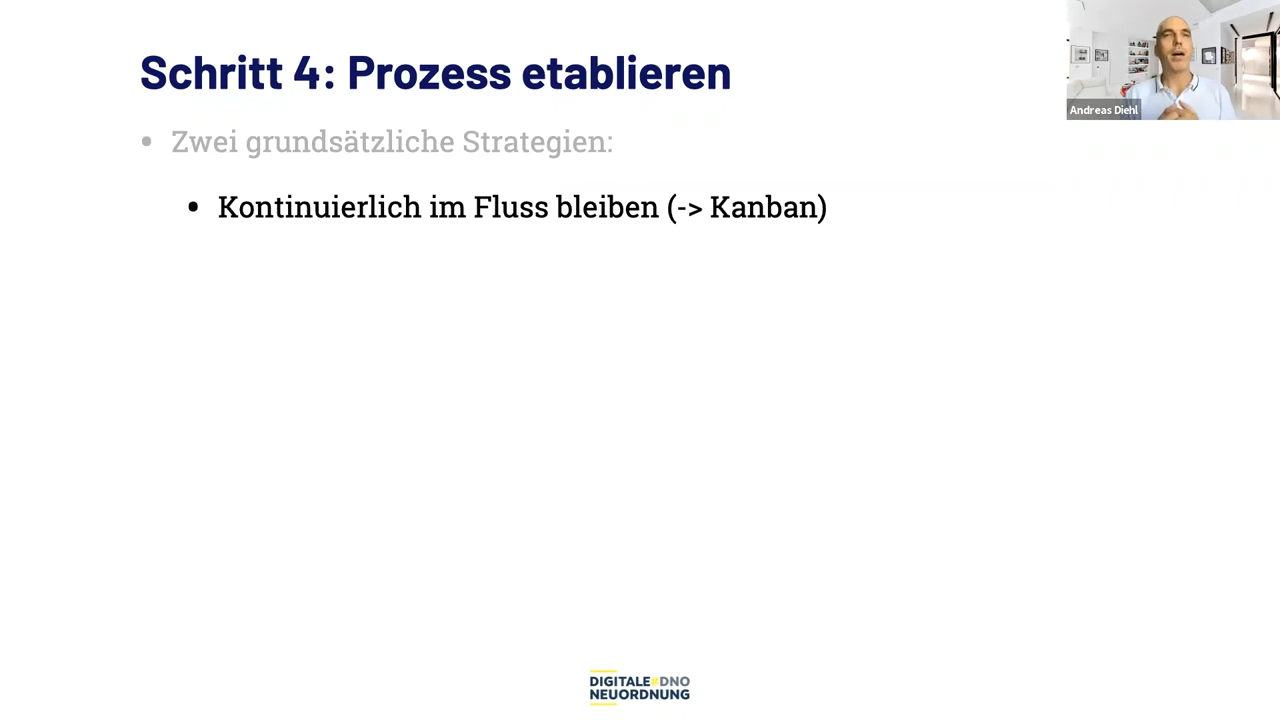 Schritt 4: Prozess etablieren
• Zwei grundsätzliche Strategien:
• Kontinuierlich im Fluss bleiben (-> Kanban)
Andreas Diehl
DIGITALE#DNO
NEUORDNUNG